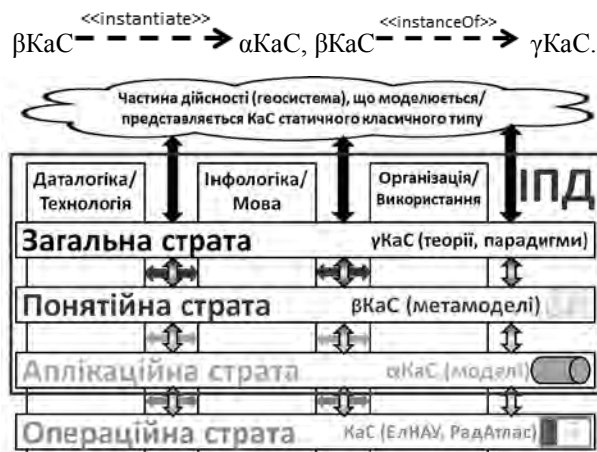 <<instantiate>> <<instanceOf>>
βКаС αКаС, βКаС γКаС.
Частина дійсності (геосистема), що моделюється/
представляється КаС статичного класичного типу
Даталогіка/
Технологія
Інфологіка/
Мова
Організація/
Використання
ІПД
Загальна страта γКаС (теорії, парадигми)
Понятійна страта βКаС (метамоделі)
Аплікаційна страта αКаС (моделі)
Операційна страта КаС (ЕлНАУ, РадАтлас)